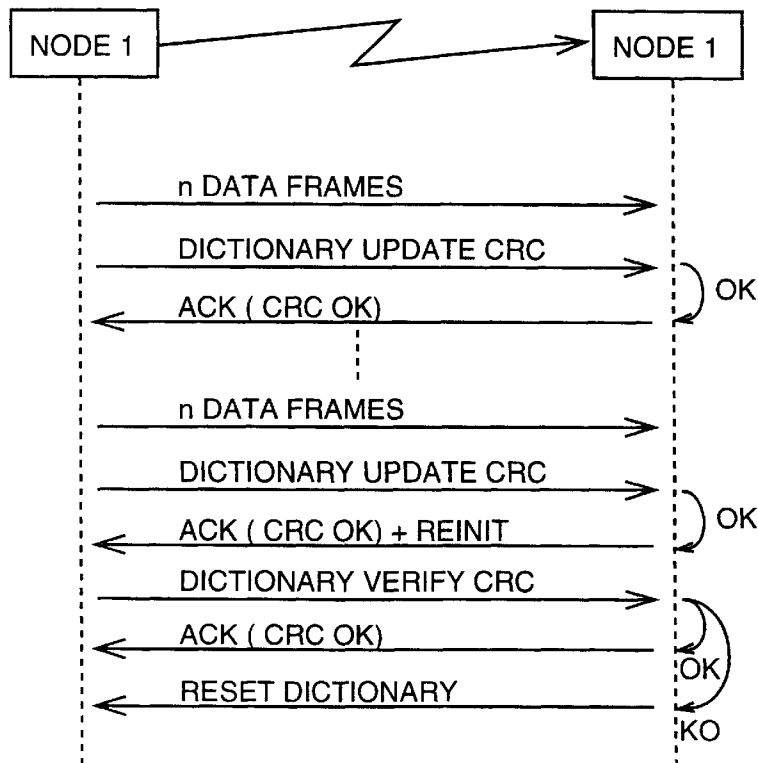 NODE 1
NODE 1
n DATA FRAMES
DICTIONARY UPDATE CRC
OK
ACK ( CRC OK)
n DATA FRAMES
DICTIONARY UPDATE CRC
OK
ACK ( CRC OK) + REINIT
DICTIONARY VERIFY CRC
ACK ( CRC OK)
OK
RESET DICTIONARY
KO